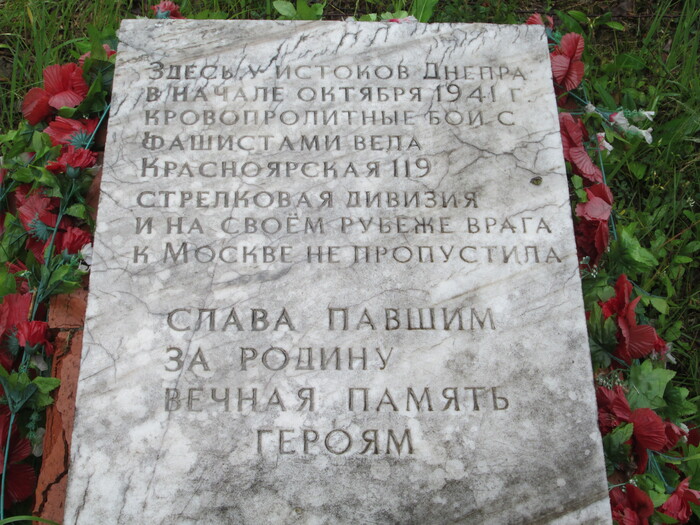 Здесь у истоков Днепра
в начале октября 1941 г
кровопролитные бои с
фашистами вела
Красноярская 119
стрелковая дивизия
и на своём рубеже врага
к Москве не пропустила
Слава павшим
за Родину
Вечная память
героям